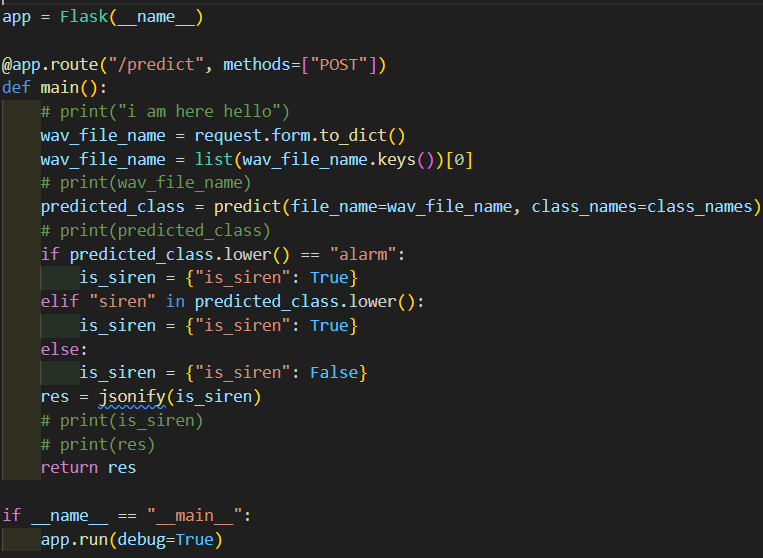 app = Flask(__name__)
@app.route("/predict", methods=["POST"])
def main():
    # print("i am here hello")
    wav_file_name = request.form.to_dict()
    wav_file_name = list(wav_file_name.keys())[0]
    # print(wav_file_name)
    predicted_class = predict(file_name=wav_file_name, class_names=class_names)
    # print(predicted_class)
    if predicted_class.lower() == "alarm":
        is_siren = {"is_siren": True}
    elif "siren" in predicted_class.lower():
        is_siren = {"is_siren": True}
    else:
        is_siren = {"is_siren": False}
    res = jsonify(is_siren)
    # print(is_siren)
    # print(res)
    return res
if __name__ == "__main__":
    app.run(debug=True)